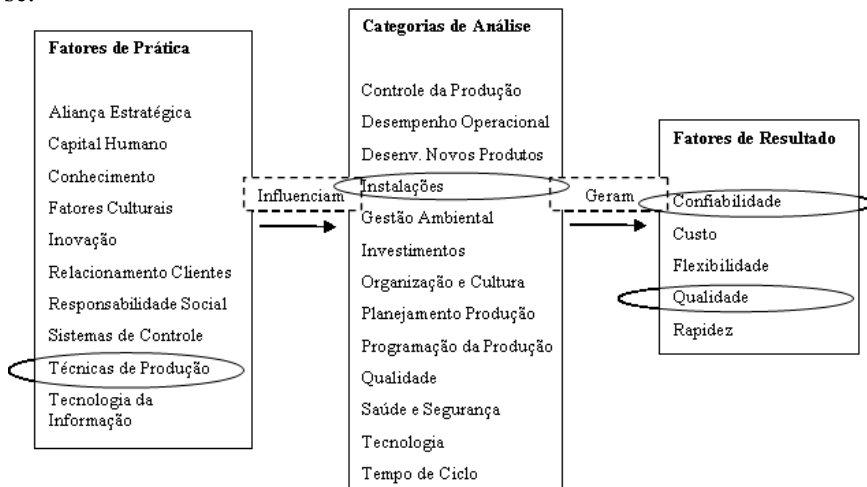 se.
Fatores de Prática
Aliança Estratégica
Capital Humano
Conhecimento
Fatores Culturais
Inovação
Relacionamento Clientes
Responsabilidade Social
Sistemas de Controle
Técnicas de Produção
Tecnologia da
Informação
Influenciam
Categorias de Análise
Controle da Produção
Desempenho Operacional
Desenv. Novos Produtos
Instalações
Gestão Ambiental
Investimentos
Organização e Cultura
Planejamento Produção
Programação da Produção
Qualidade
Saúde e Segurança
Tecnologia
Tempo de Ciclo
Geram
Fatores de Resultado
Confiabilidade
Custo
Flexibilidade
Qualidade
Rapidez